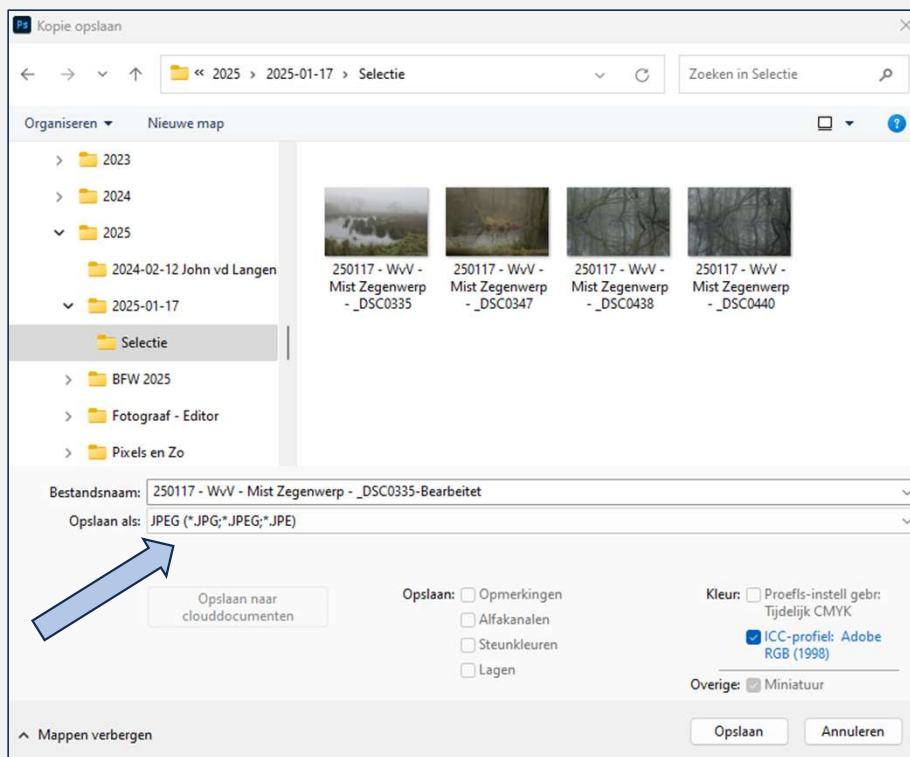 Ps Kopie opslaan
« 2025 › 2025-01-17 › Selectie
Zoeken in Selectie
Organiseren Nieuwe map
?
2023
2024
2025
2024-02-12 John vd Langen
2025-01-17
Selectie
BFW 2025
Fotograaf - Editor
Pixels en Zo
250117 - WvV -
Mist Zegenwerp
- _DSC0335
250117 - WvV -
Mist Zegenwerp
- _DSC0347
250117 - WvV -
Mist Zegenwerp
- _DSC0438
250117 - WvV -
Mist Zegenwerp
- _DSC0440
Bestandsnaam: 250117 - WvV - Mist Zegenwerp - _DSC0335-Bearbeitet
Opslaan als: JPEG (*.JPG;*.JPEG;*.JPE)
Opslaan naar
clouddocumenten
Opslaan: Opmerkingen
Alfakanalen
Steunkleuren
Lagen
Kleur: Proefls-instell gebr:
Tijdelijk CMYK
ICC-profiel: Adobe
RGB (1998)
Overige: Miniatuur
Mappen verbergen
Opslaan
Annuleren